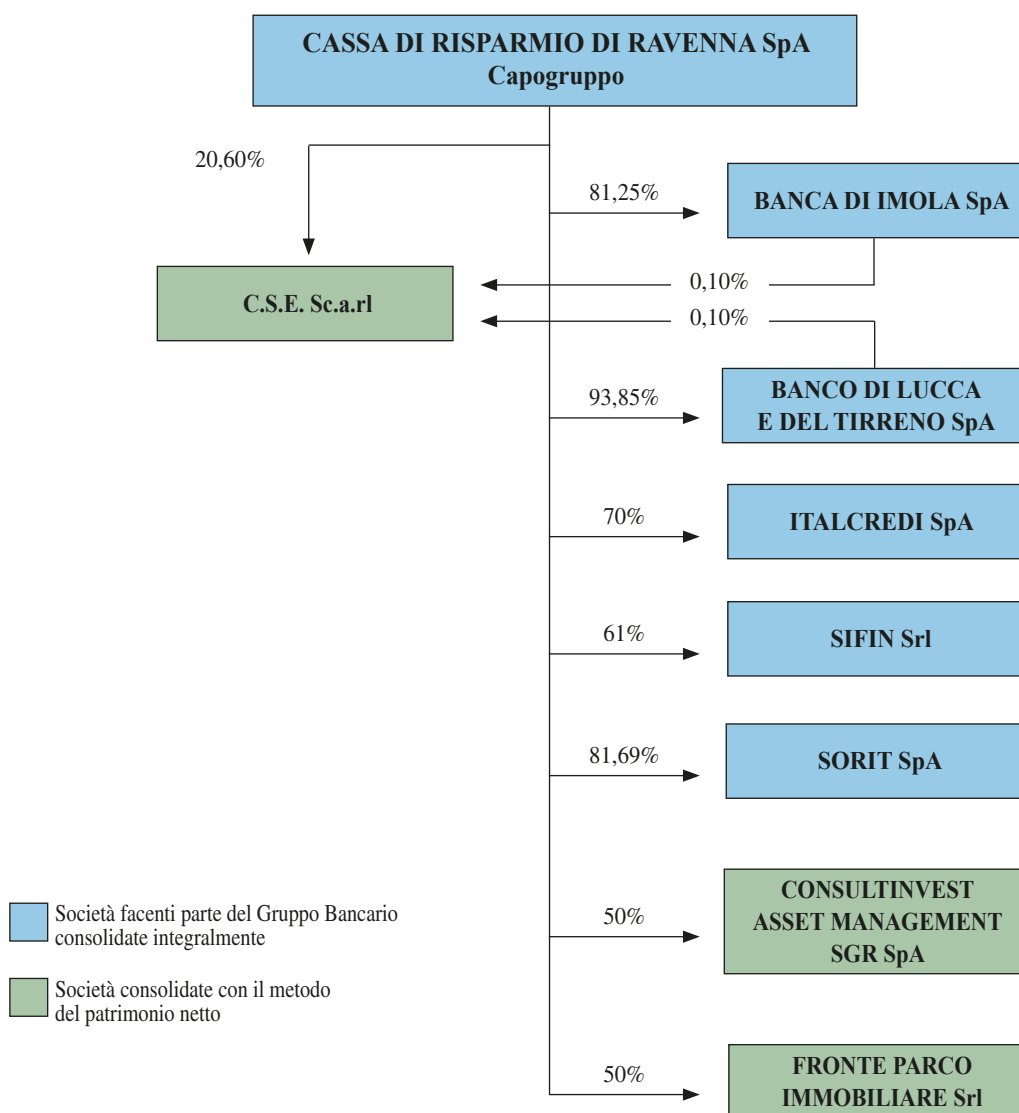 CASSA DI RISPARMIO DI RAVENNA SpA
Capogruppo
20,60%
81,25%
BANCA DI IMOLA SpA
C.S.E. Sc.a.rl
0,10%
0,10%
93,85%
BANCO DI LUCCA
E DEL TIRRENO SpA
70%
ITALCREDI SpA
61%
SIFIN Srl
81,69%
SORIT SpA
50%
CONSULTINVEST
ASSET MANAGEMENT
SGR SpA
Società facenti parte del Gruppo Bancario
consolidate integralmente
Società consolidate con il metodo
del patrimonio netto
50%
FRONTE PARCO
IMMOBILIARE Srl